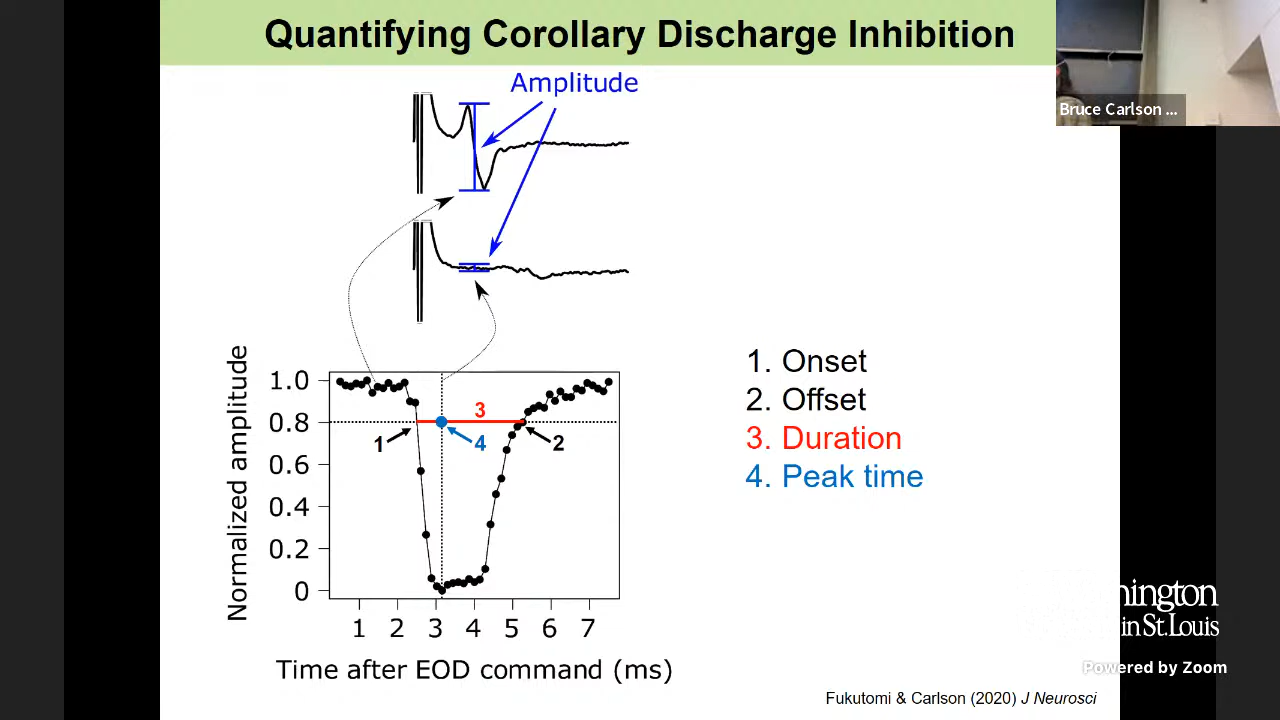 Quantifying Corollary Discharge Inhibition
Bruce Carlson ...
Amplitude
Normalized amplitude
1.0
0.8
0.6
0.4
0.2
0
1
3
4
2
1 2 3 4 5 6 7
Time after EOD command (ms)
1. Onset
2. Offset
3. Duration
4. Peak time
in St.Louis
Powered by Zoom
Fukutomi & Carlson (2020) J Neurosci